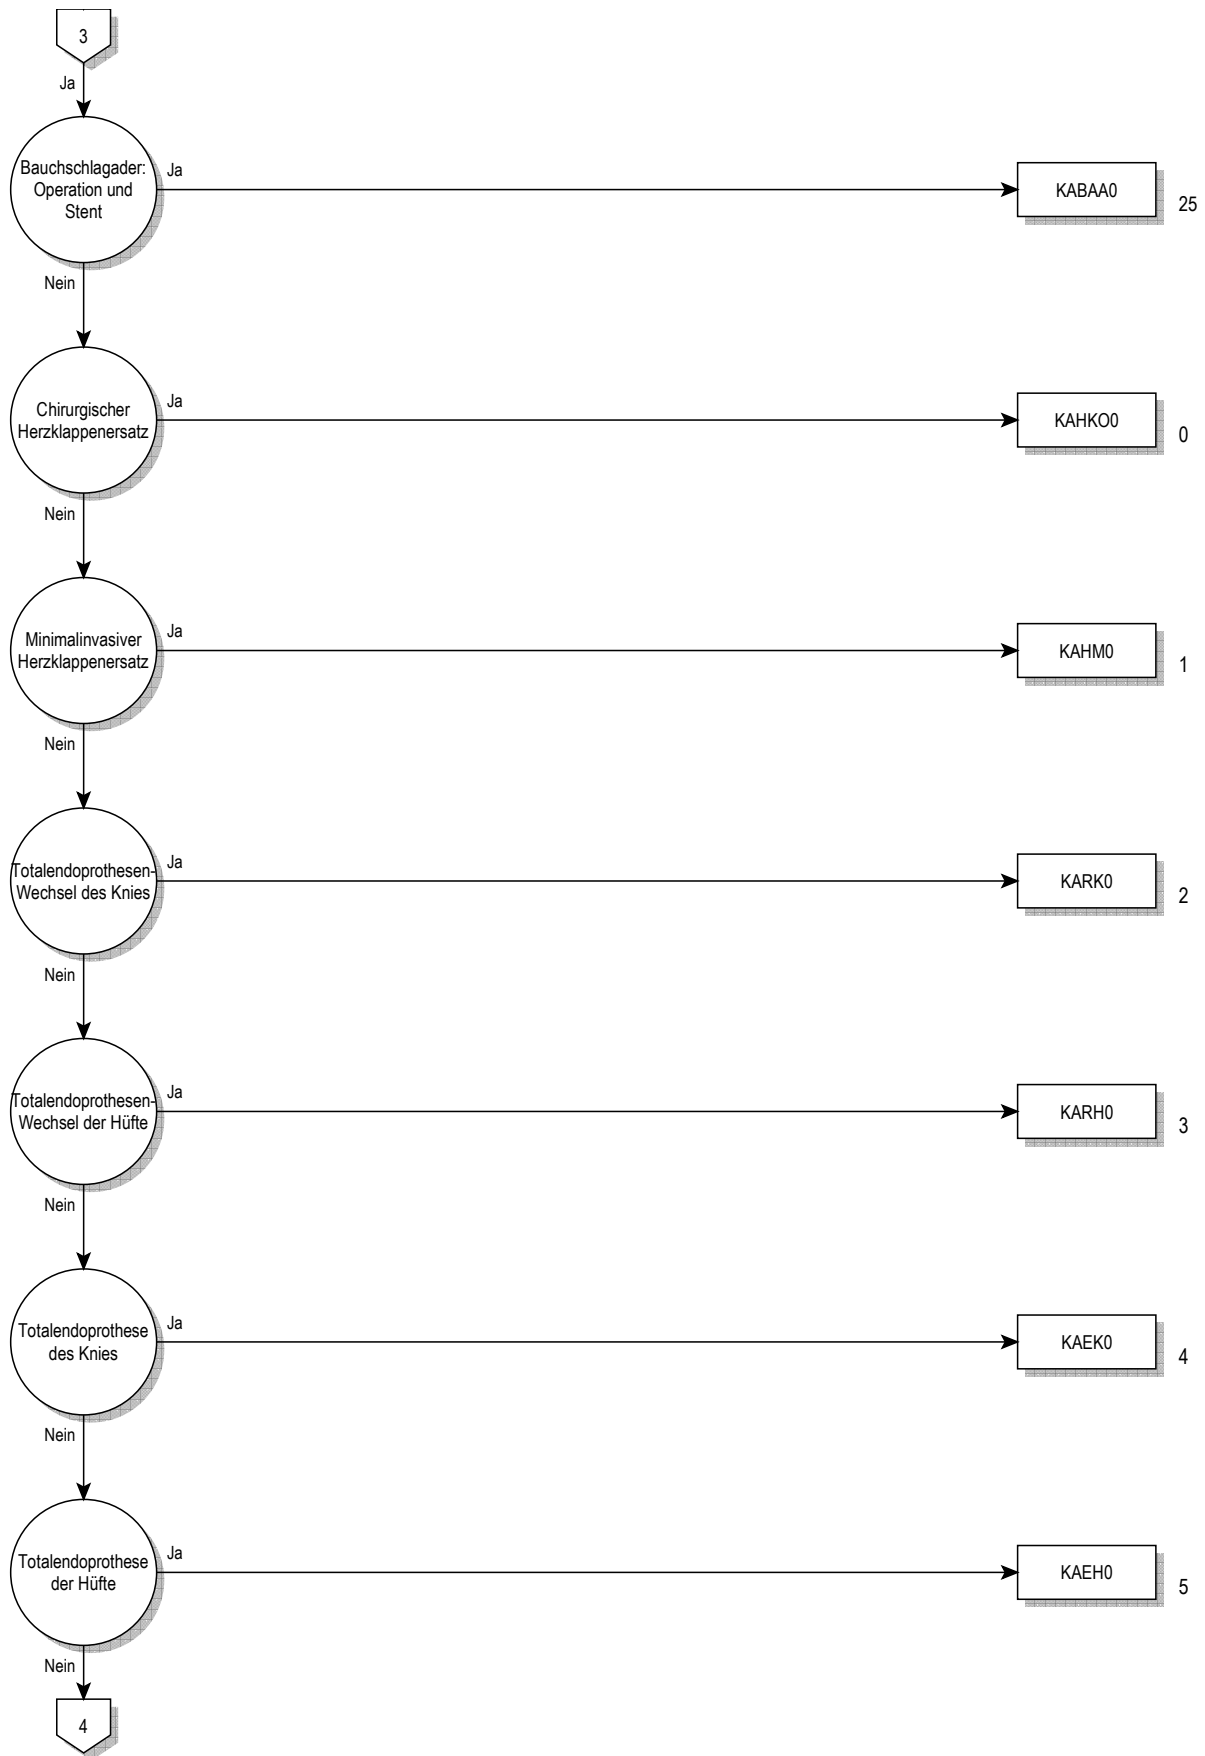 3
Ja
Bauchschlagader:
Operation und
Stent
Ja
KABAA0
25
Nein
Chirurgischer
Herzklappenersatz
Ja
KAHKO0
0
Nein
Minimalinvasiver
Herzklappenersatz
Ja
KAHM0
1
Nein
Totalendoprothesen-
Wechsel des Knies
Ja
KARK0
2
Nein
Totalendoprothesen-
Wechsel der Hüfte
Ja
KARH0
3
Nein
Totalendoprothese
des Knies
Ja
KAEK0
4
Nein
Totalendoprothese
der Hüfte
Ja
KAEH0
5
Nein
4